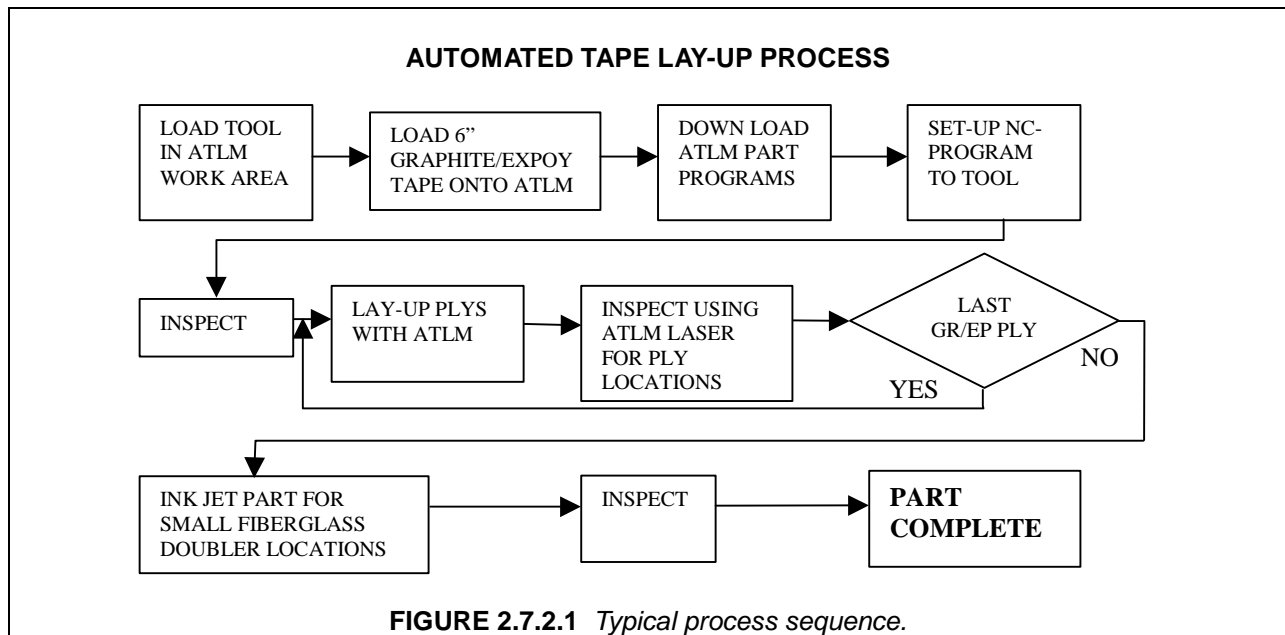 AUTOMATED TAPE LAY-UP PROCESS
LOAD TOOL
IN ATLM
WORK AREA
LOAD 6”
GRAPHITE/EXPOY
TAPE ONTO ATLM
DOWN LOAD
ATLM PART
PROGRAMS
SET-UP NC-
PROGRAM
TO TOOL
INSPECT
LAY-UP PLYS
WITH ATLM
INSPECT USING
ATLM LASER
FOR PLY
LOCATIONS
LAST
GR/EP PLY
NO
YES
INK JET PART FOR
SMALL FIBERGLASS
DOUBLER LOCATIONS
INSPECT
PART
COMPLETE
FIGURE 2.7.2.1 Typical process sequence.